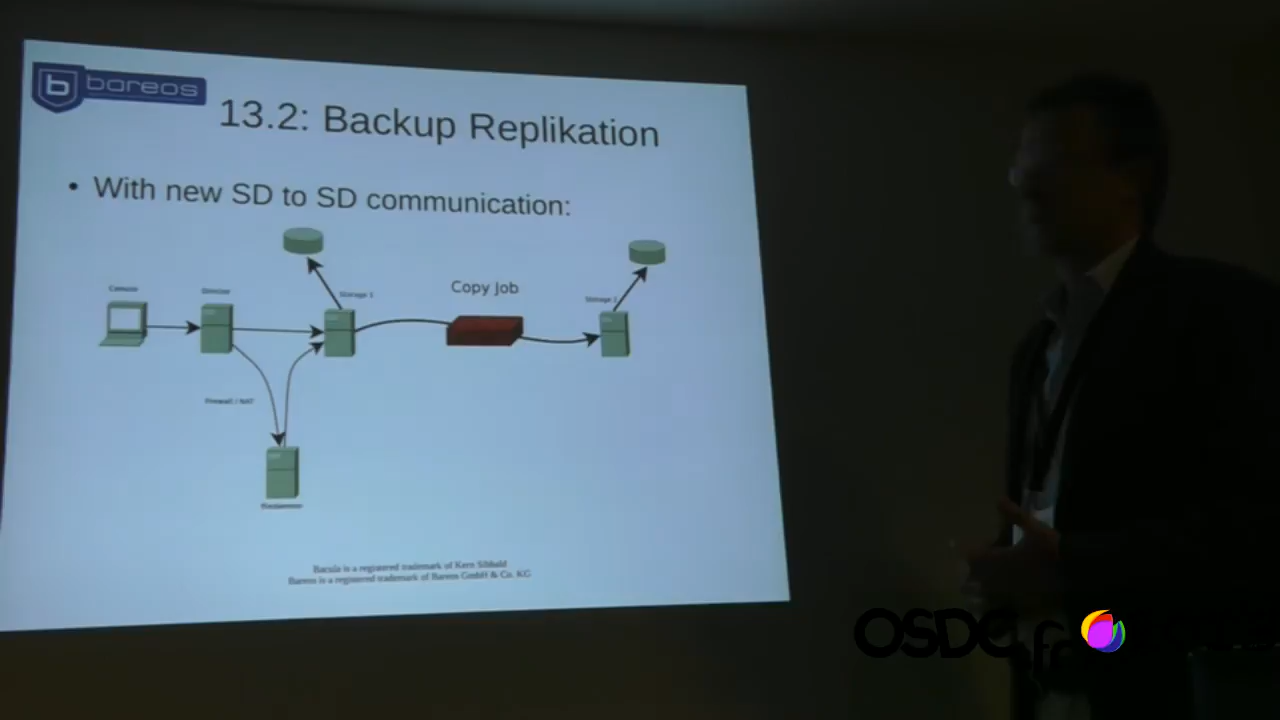 bareos
13.2: Backup Replikation
• With new SD to SD communication:
Console
Director
Storage 1
Copy Job
Storage 2
Firewall / NAT
Bacula is a registered trademark of Kern Sibbald
Bareos is a registered trademark of Bareos GmbH & Co. KG
OSDC